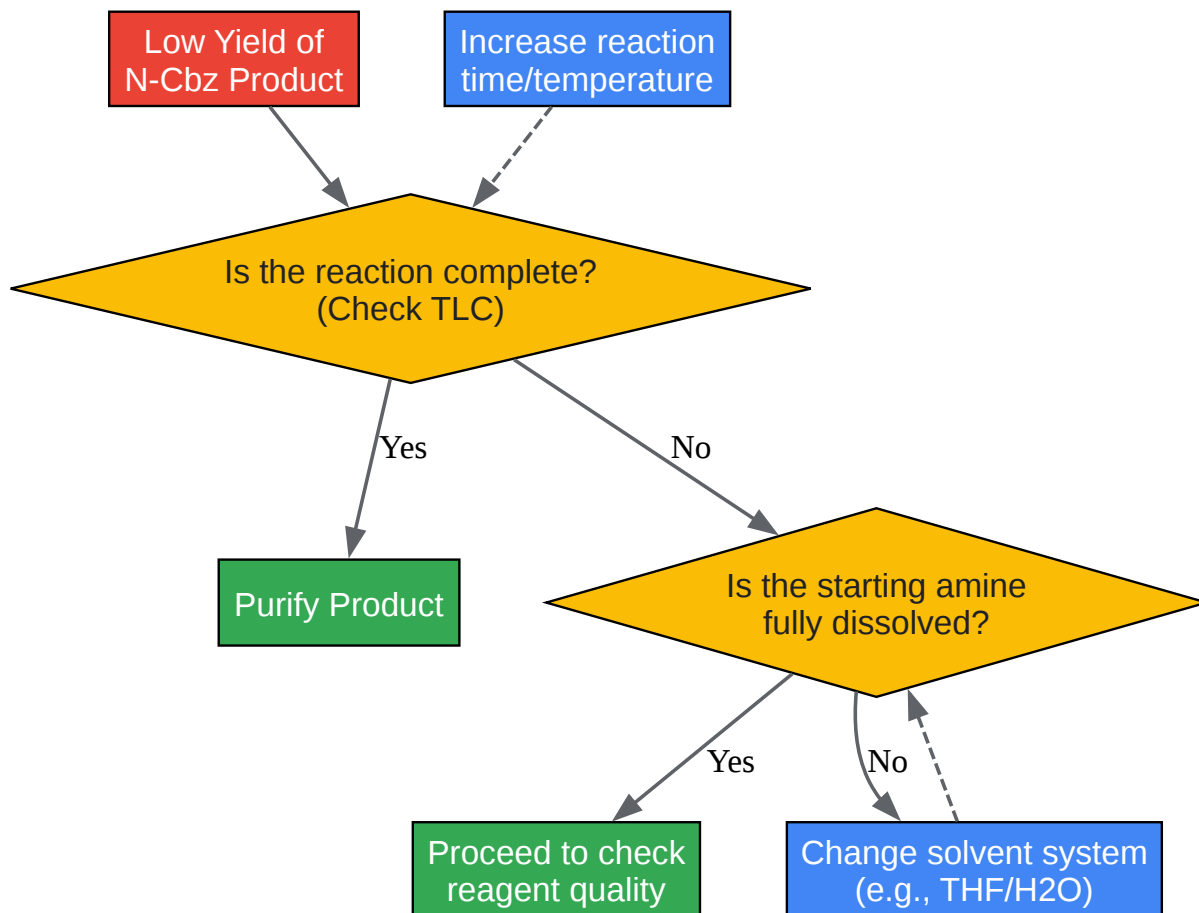 Low Yield of
N-Cbz Product
Increase reaction
time/temperature
Is the reaction complete?
(Check TLC)
Yes
No
Purify Product
Is the starting amine
fully dissolved?
Yes
No
Proceed to check
reagent quality
Change solvent system
(e.g., THF/H2O)